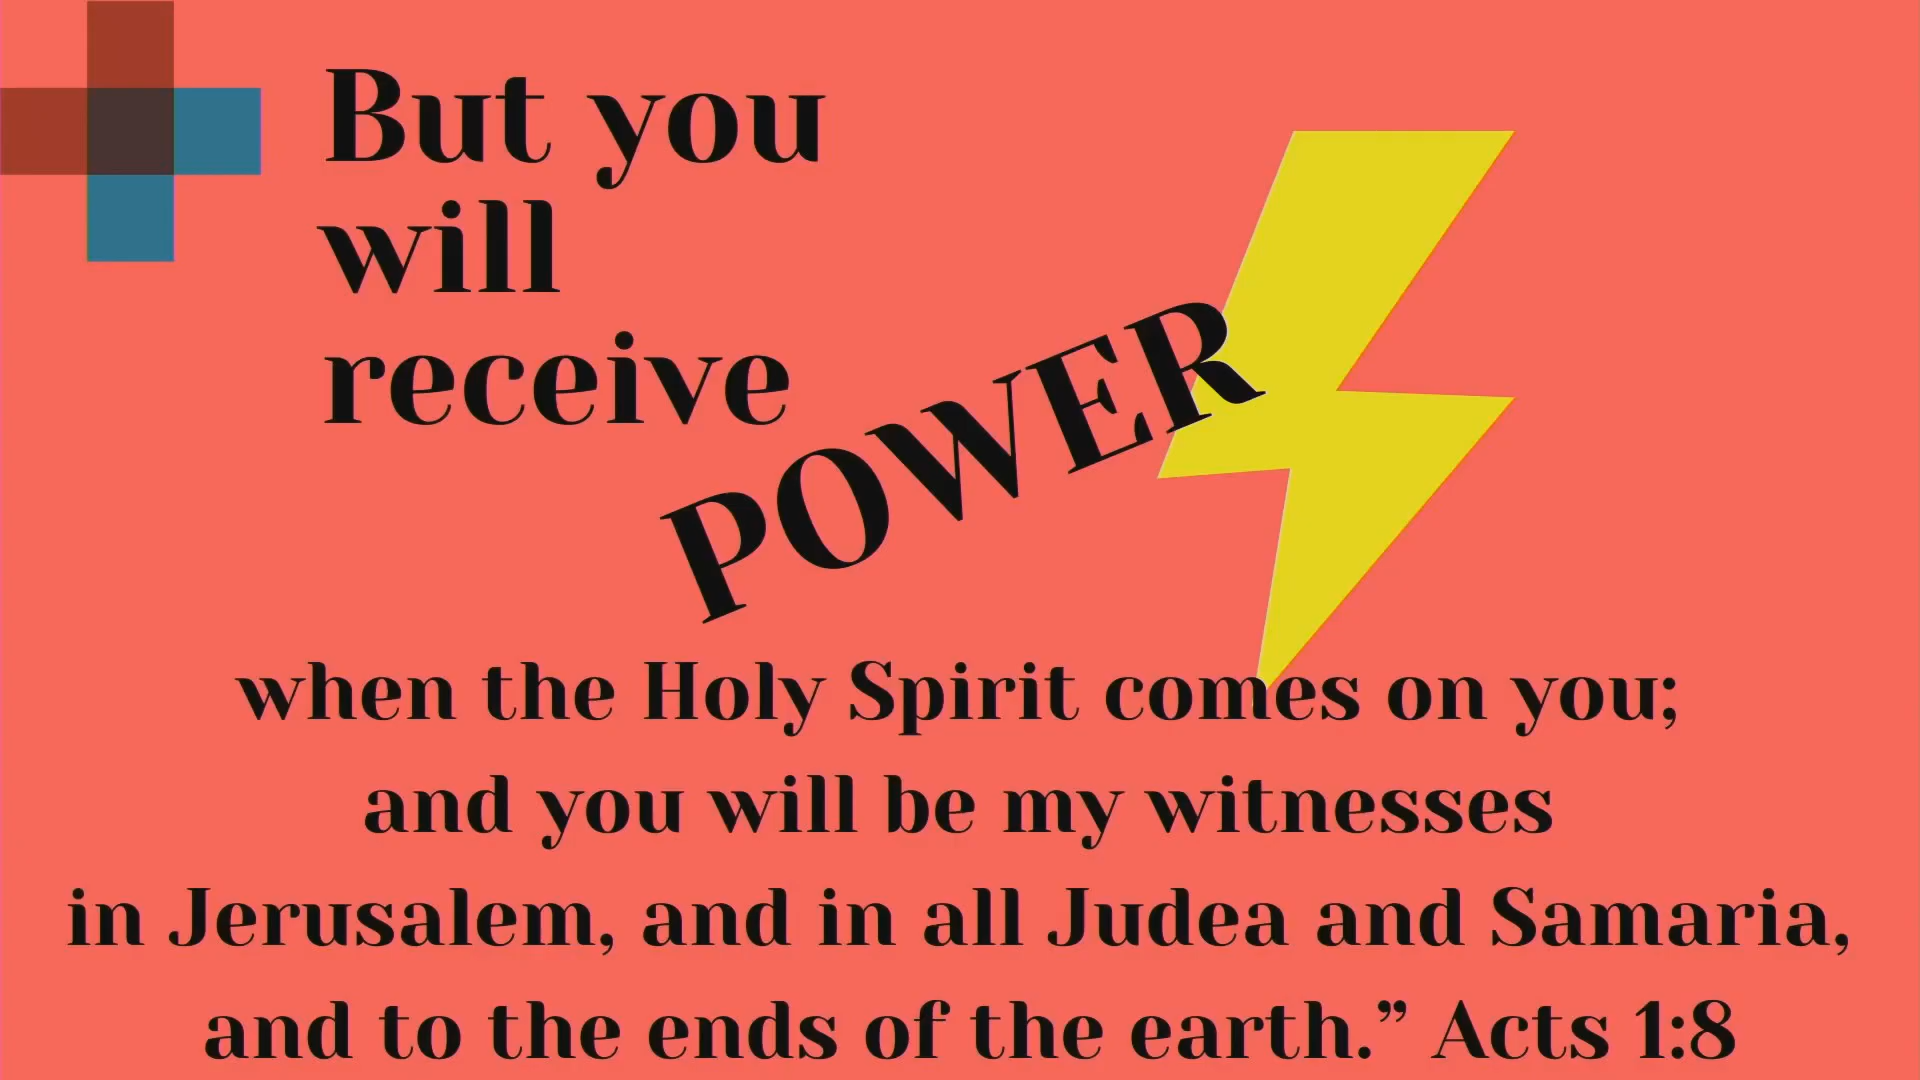 But you
will
receive
POWER
when the Holy Spirit comes on you;
and you will be my witnesses
in Jerusalem, and in all Judea and Samaria,
and to the ends of the earth.” Acts 1:8